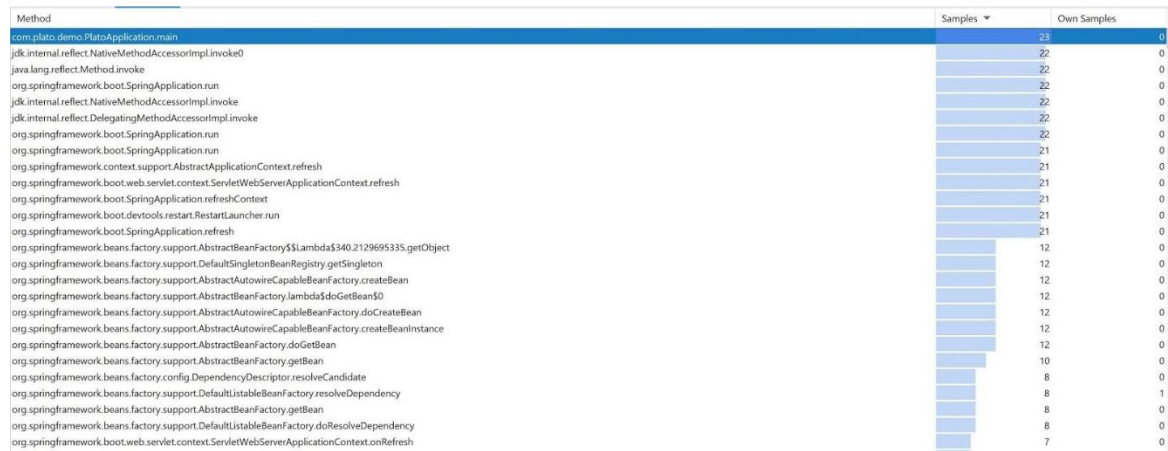 Method Samples ▼ Own Samples
com.plato.demo.PlatoApplication.main 23 0
jdk.internal.reflect.NativeMethodAccessorImpl.invoke0 22 0
java.lang.reflect.Method.invoke 22 0
org.springframework.boot.SpringApplication.run 22 0
jdk.internal.reflect.NativeMethodAccessorImpl.invoke 22 0
jdk.internal.reflect.DelegatingMethodAccessorImpl.invoke 22 0
org.springframework.boot.SpringApplication.run 22 0
org.springframework.boot.SpringApplication.run 21 0
org.springframework.context.support.AbstractApplicationContext.refresh 21 0
org.springframework.boot.web.servlet.context.ServletWebServerApplicationContext.refresh 21 0
org.springframework.boot.SpringApplication.refreshContext 21 0
org.springframework.boot.devtools.restart.RestartLauncher.run 21 0
org.springframework.boot.SpringApplication.refresh 21 0
org.springframework.beans.factory.support.AbstractBeanFactory$$Lambda$340.2129695335.getObject 12 0
org.springframework.beans.factory.support.DefaultSingletonBeanRegistry.getSingleton 12 0
org.springframework.beans.factory.support.AbstractAutowireCapableBeanFactory.createBean 12 0
org.springframework.beans.factory.support.AbstractBeanFactory.lambda$doGetBean$0 12 0
org.springframework.beans.factory.support.AbstractAutowireCapableBeanFactory.doCreateBean 12 0
org.springframework.beans.factory.support.AbstractAutowireCapableBeanFactory.createBeanInstance 12 0
org.springframework.beans.factory.support.AbstractBeanFactory.doGetBean 12 0
org.springframework.beans.factory.support.AbstractBeanFactory.getBean 10 0
org.springframework.beans.factory.config.DependencyDescriptor.resolveCandidate 8 0
org.springframework.beans.factory.support.DefaultListableBeanFactory.resolveDependency 8 1
org.springframework.beans.factory.support.AbstractBeanFactory.getBean 8 0
org.springframework.beans.factory.support.DefaultListableBeanFactory.doResolveDependency 8 0
org.springframework.boot.web.servlet.context.ServletWebServerApplicationContext.onRefresh 7 0